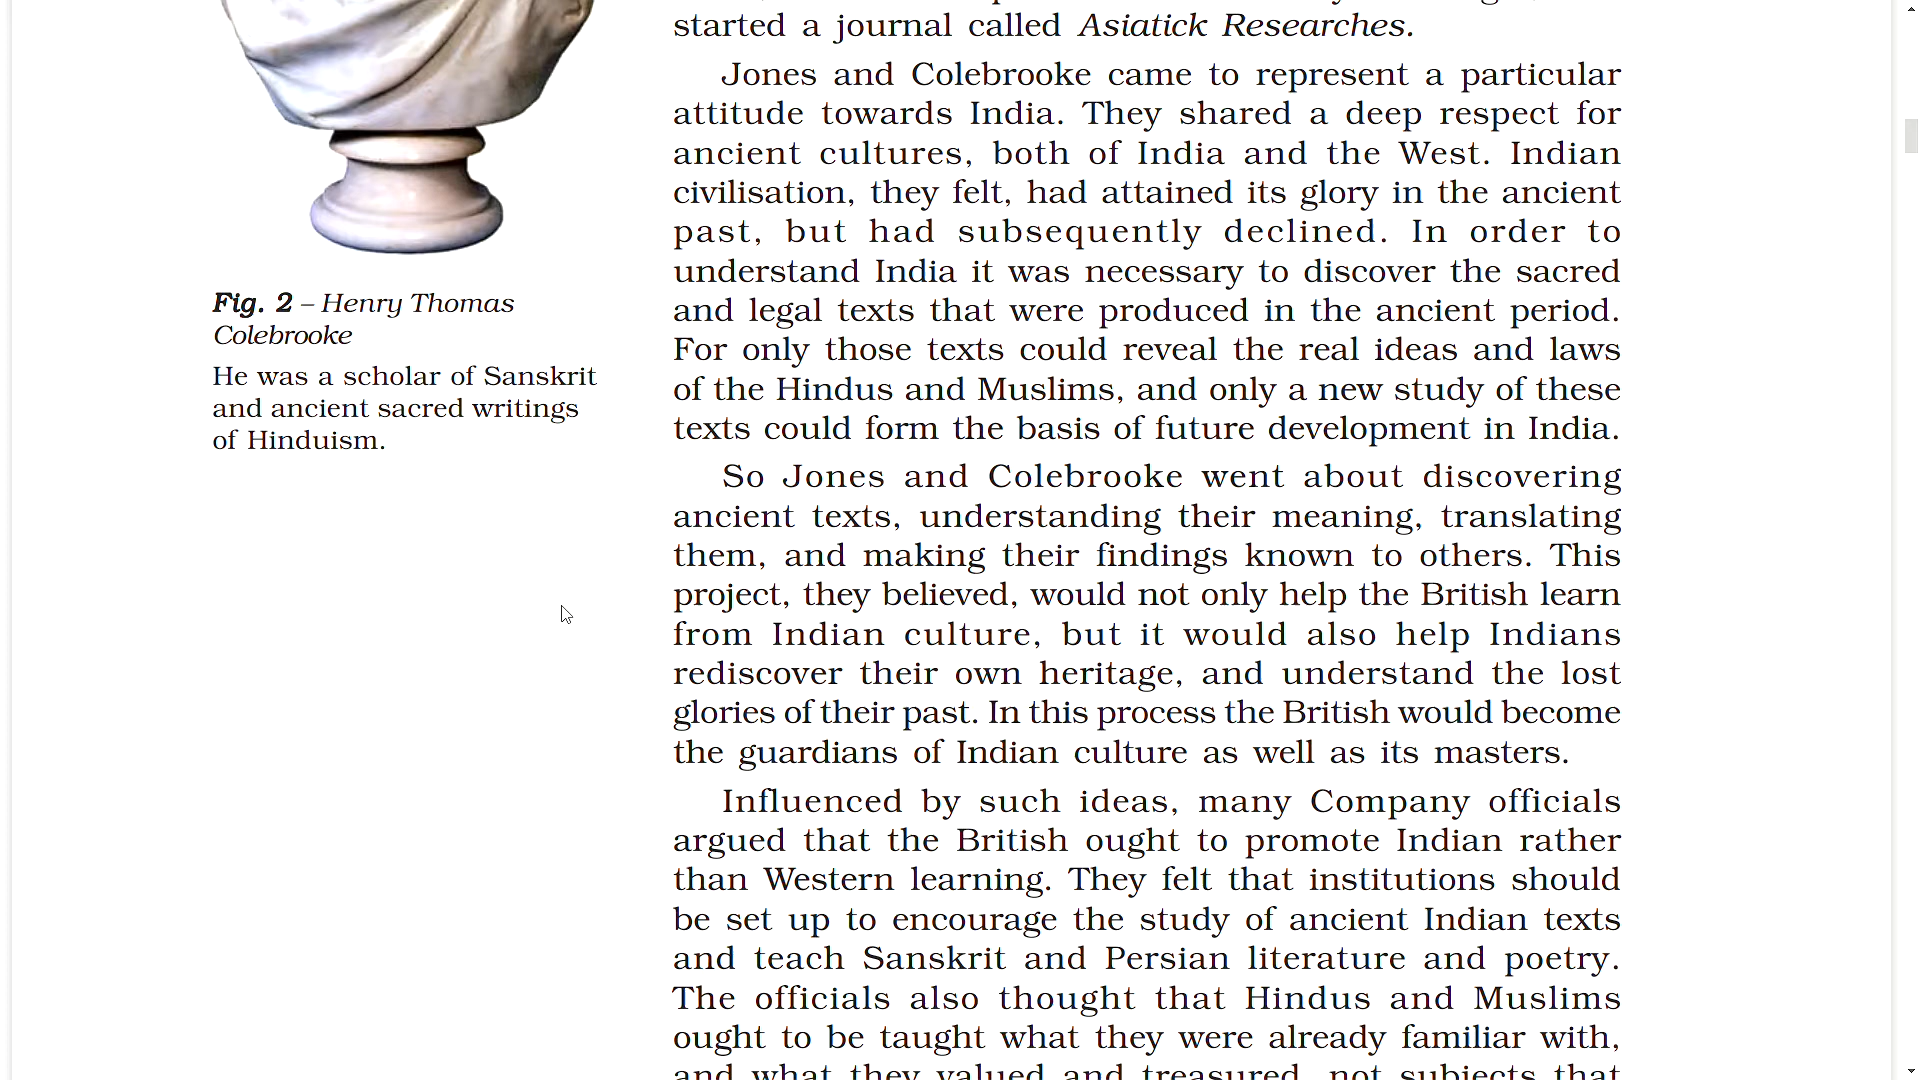 started a journal called Asiatick Researches.
Jones and Colebrooke came to represent a particular
attitude towards India. They shared a deep respect for
ancient cultures, both of India and the West. Indian
civilisation, they felt, had attained its glory in the ancient
past, but had subsequently declined. In order to
understand India it was necessary to discover the sacred
and legal texts that were produced in the ancient period.
For only those texts could reveal the real ideas and laws
of the Hindus and Muslims, and only a new study of these
texts could form the basis of future development in India.
So Jones and Colebrooke went about discovering
ancient texts, understanding their meaning, translating
them, and making their findings known to others. This
project, they believed, would not only help the British learn
from Indian culture, but it would also help Indians
rediscover their own heritage, and understand the lost
glories of their past. In this process the British would become
the guardians of Indian culture as well as its masters.
Influenced by such ideas, many Company officials
argued that the British ought to promote Indian rather
than Western learning. They felt that institutions should
be set up to encourage the study of ancient Indian texts
and teach Sanskrit and Persian literature and poetry.
The officials also thought that Hindus and Muslims
ought to be taught what they were already familiar with,
and what they valued and treasured, not subjects that
Fig. 2 – Henry Thomas
Colebrooke
He was a scholar of Sanskrit
and ancient sacred writings
of Hinduism.